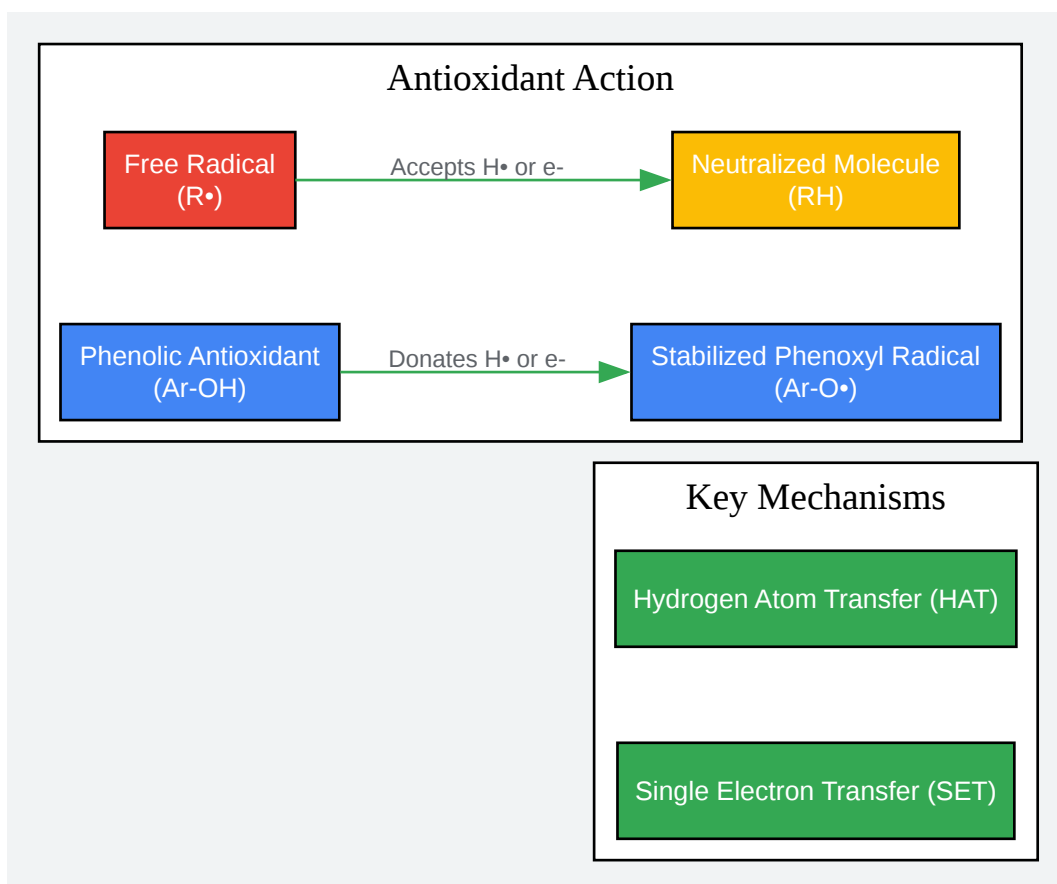 Antioxidant Action
Free Radical
(R•)
Accepts H• or e-
Neutralized Molecule
(RH)
Phenolic Antioxidant
(Ar-OH)
Donates H• or e-
Stabilized Phenoxyl Radical
(Ar-O•)
Key Mechanisms
Hydrogen Atom Transfer (HAT)
Single Electron Transfer (SET)